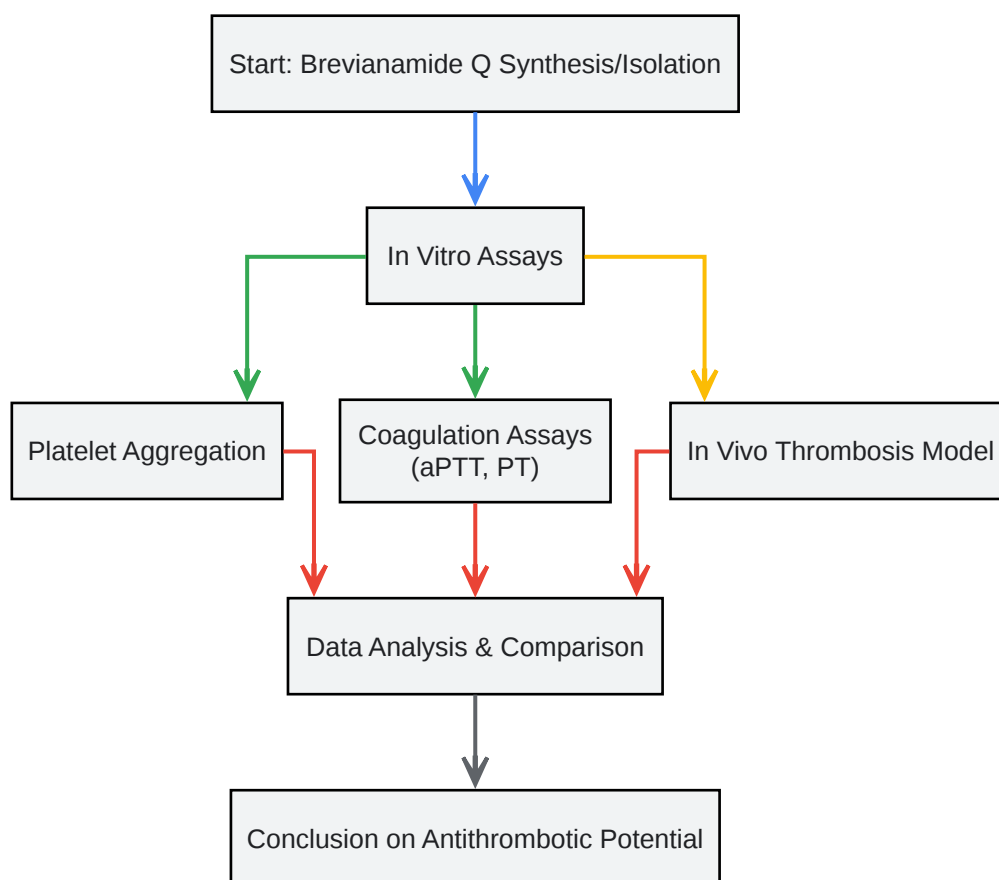 Start: Brevianamide Q Synthesis/Isolation
In Vitro Assays
Platelet Aggregation
Coagulation Assays
(aPTT, PT)
In Vivo Thrombosis Model
Data Analysis & Comparison
Conclusion on Antithrombotic Potential